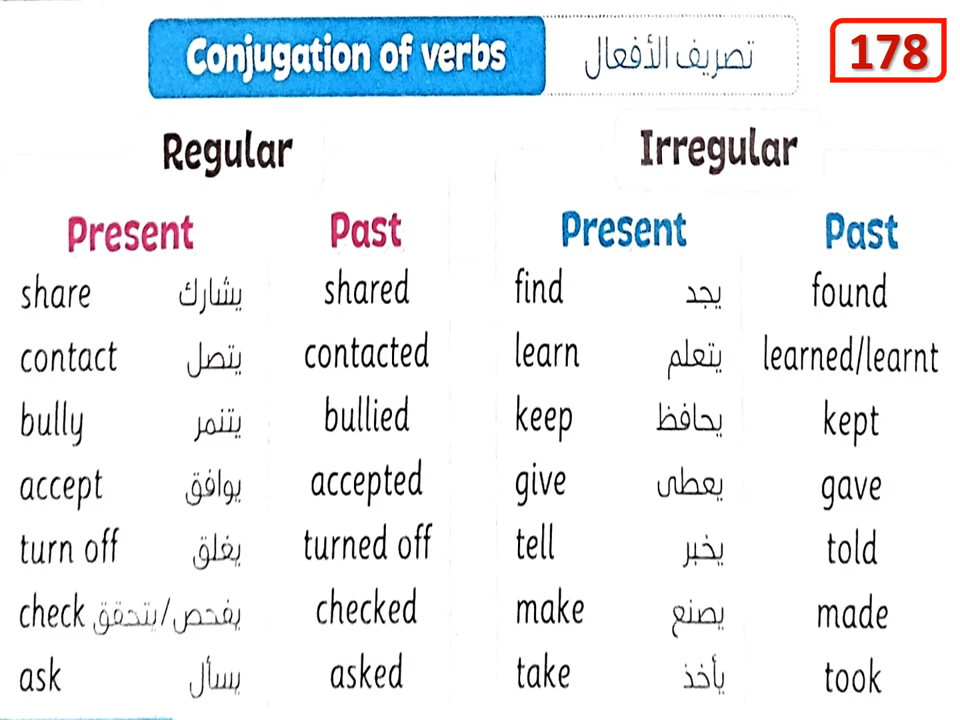 Conjugation of verbs تصريف الأفعال 178
Regular Irregular
Present Past Present Past
share يشارك shared find يجد found
contact يتصل contacted learn يتعلم learned/learnt
bully يتنمر bullied keep يحافظ kept
accept يوافق accepted give يعطى gave
turn off يغلق turned off tell يخبر told
check يفحص/يتحقق checked make يصنع made
ask يسأل asked take يأخذ took